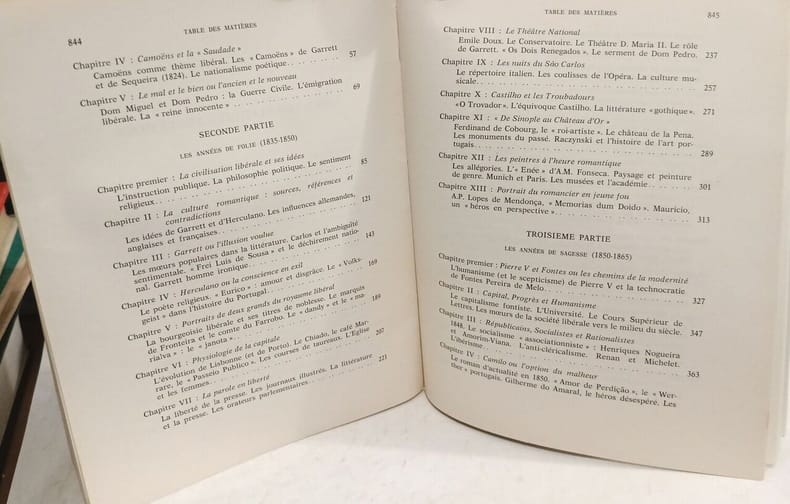 844
TABLE DES MATIÈRES
Chapitre IV : Camoëns et la « Saudade »
Camoëns comme thème libéral. Les « Camoëns » de Garrett
et de Sequeira (1824). Le nationalisme poétique . . . . . . 57
Chapitre V : Le mal et le bien ou l'ancien et le nouveau
Dom Miguel et Dom Pedro : la Guerre Civile. L'émigration
libérale. La « reine innocente » . . . . . . 69
SECONDE PARTIE
LES ANNÉES DE FOLIE (1835-1850)
Chapitre premier : La civilisation libérale et ses idées
L'instruction publique. La philosophie politique. Le sentiment
religieux . . . . . . 85
Chapitre II : La culture romantique : sources, références et
contradictions
Les idées de Garrett et d'Herculano. Les influences allemandes,
anglaises et françaises . . . . . . 121
Chapitre III : Garrett ou l'illusion voulue
Les mœurs populaires dans la littérature. Carlos et l'ambiguïté
sentimentale. « Frei Luis de Sousa » et le déchirement natio-
nal. Garrett homme ironique . . . . . . 143
Chapitre IV : Herculano ou la conscience en exil
Le poète religieux. « Eurico » : amour et disgrâce. Le « Volks-
geist » dans l'histoire du Portugal . . . . . . 169
Chapitre V : Portraits de deux grands du royaume libéral
La bourgeoisie libérale et ses titres de noblesse. Le marquis
de Fronteira et le comte du Farrobo. Le « dandy » et le « ma-
rialva » : le « janota » . . . . . . 189
Chapitre VI : Physiologie de la capitale
L'évolution de Lisbonne (et de Porto). Le Chiado, le café Mar-
rare, le « Passeio Publico ». Les courses de taureaux. L'Eglise
et les femmes . . . . . . 207
Chapitre VII : La parole en liberté
La liberté de la presse. Les journaux illustrés. La littérature
et la presse. Les orateurs parlementaires . . . . . . 221
TABLE DES MATIÈRES
845
Chapitre VIII : Le Théâtre National
Emile Doux. Le Conservatoire. Le Théâtre D. Maria II. Le rôle
de Garrett. « Os Dois Renegados ». Le serment de Dom Pedro. 237
Chapitre IX : Les nuits du São Carlos
Le répertoire italien. Les coulisses de l'Opéra. La culture mu-
sicale . . . . . . 257
Chapitre X : Castilho et les Troubadours
« O Trovador ». L'équivoque Castilho. La littérature « gothique ». 271
Chapitre XI : « De Sinople au Château d'Or »
Ferdinand de Cobourg, le « roi-artiste ». Le château de la Pena.
Les monuments du passé. Raczynski et l'histoire de l'art por-
tugais . . . . . . 289
Chapitre XII : Les peintres à l'heure romantique
Les allégories. L'« Enée » d'A.M. Fonseca. Paysage et peinture
de genre. Munich et Paris. Les musées et l'académie . . . . . . 301
Chapitre XIII : Portrait du romancier en jeune fou
A.P. Lopes de Mendonça, « Memorias dum Doido ». Mauricio,
un « héros en perspective » . . . . . . 313
TROISIEME PARTIE
LES ANNÉES DE SAGESSE (1850-1865)
Chapitre premier : Pierre V et Fontes ou les chemins de la modernité
L'humanisme (et le scepticisme) de Pierre V et la technocratie
de Fontes Pereira de Melo . . . . . . 327
Chapitre II : Capital, Progrès et Humanisme
Le capitalisme fontiste. L'Université. Le Cours Supérieur de
Lettres. Les mœurs de la société libérale vers le milieu du siècle. 347
Chapitre III : Républicains, Socialistes et Rationalistes
1848. Le socialisme « associationniste » : Henriques Nogueira
et Amorim-Viana. L'anti-cléricalisme. Renan et Michelet.
L'ibérisme . . . . . . 363
Chapitre IV : Camilo ou l'option du malheur
Le roman d'actualité en 1850. « Amor de Perdição », le « Wer-
ther » portugais. Guilherme do Amaral, le héros désespéré. Les